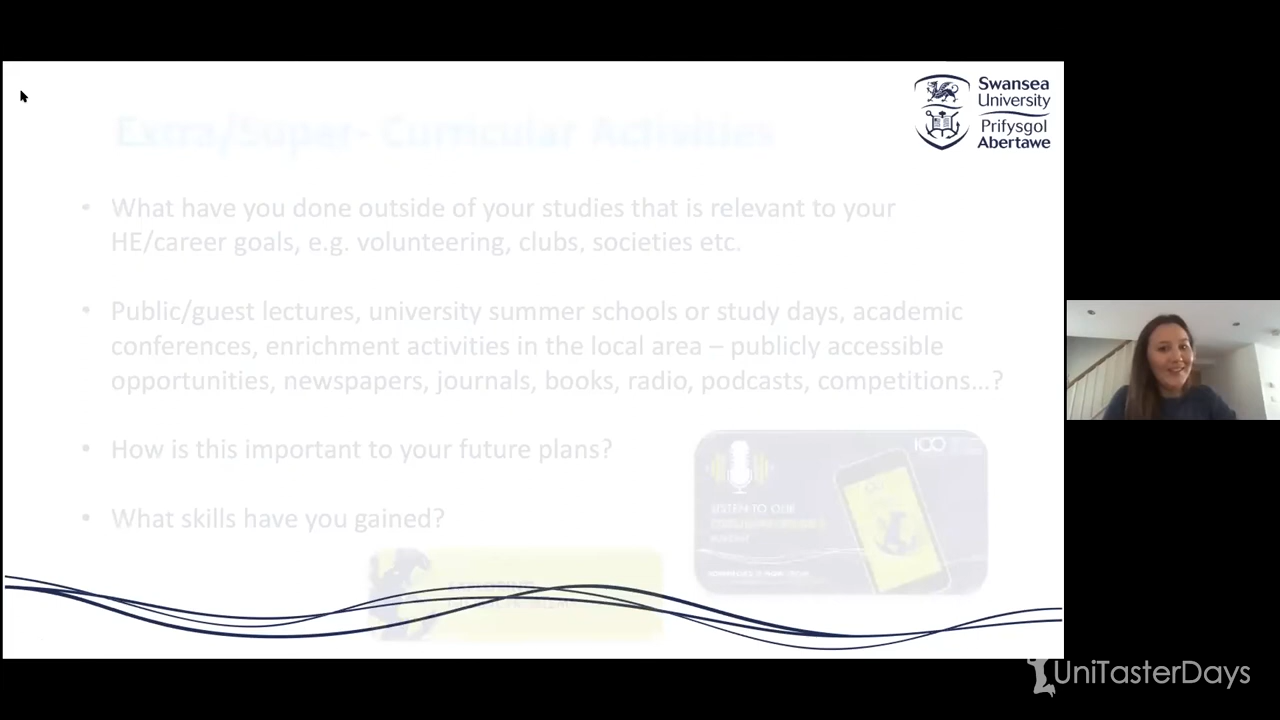 Extra/Super- Curricular Activities
Swansea
University
Prifysgol
Abertawe
• What have you done outside of your studies that is relevant to your
HE/career goals, e.g. volunteering, clubs, societies etc.
• Public/guest lectures, university summer schools or study days, academic
conferences, enrichment activities in the local area – publicly accessible
opportunities, newspapers, journals, books, radio, podcasts, competitions…?
• How is this important to your future plans?
• What skills have you gained?
100
LISTEN TO OUR
UniTasterDays